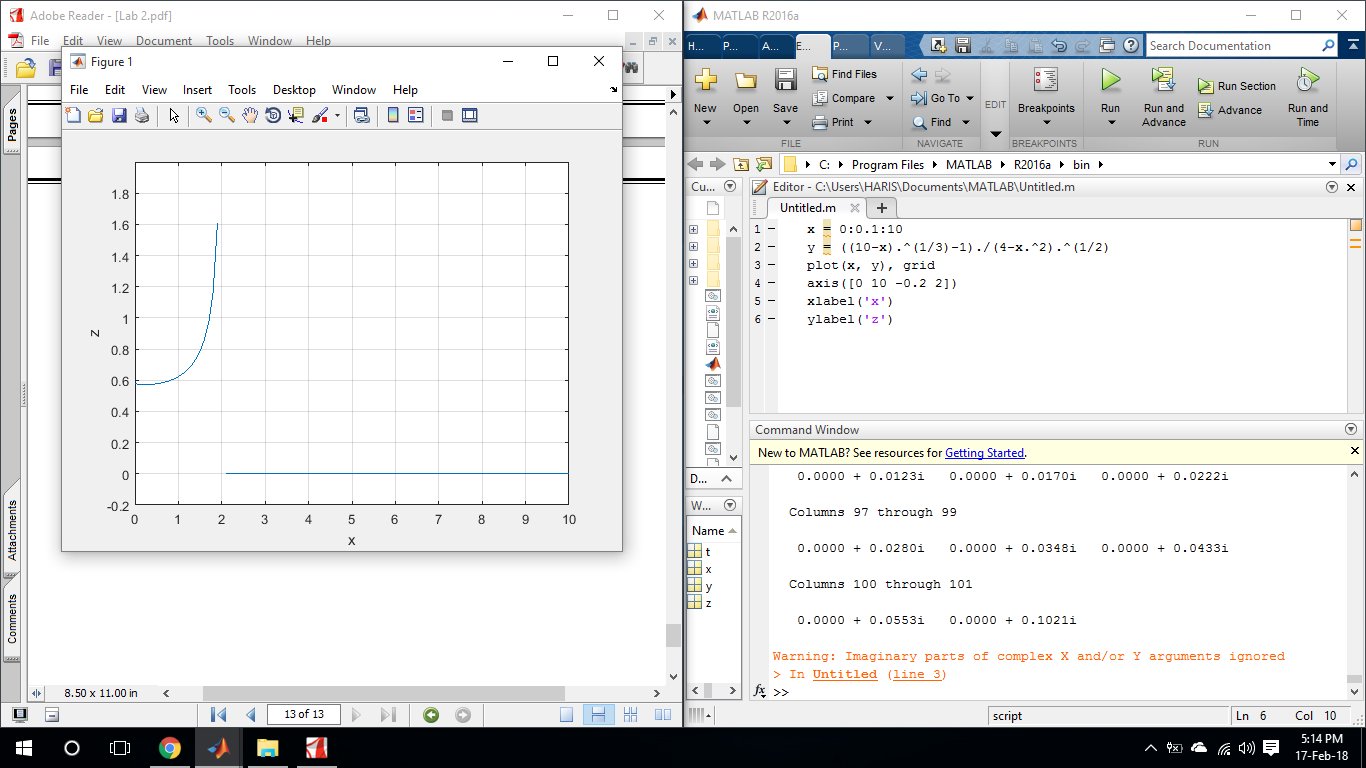 Adobe Reader - [Lab 2.pdf]
File Edit View Document Tools Window Help
Figure 1
File Edit View Insert Tools Desktop Window Help
Pages
Attachments
Comments
1.8
1.6
1.4
1.2
1
0.8
0.6
0.4
0.2
0
-0.2
z
0 1 2 3 4 5 6 7 8 9 10
x
8.50 x 11.00 in
13 of 13
MATLAB R2016a
H... P... A... E... P... V...
Search Documentation
New Open Save
Find Files
Compare
Print
Go To
Find
EDIT
Breakpoints
Run
Run and Advance
Run Section
Advance
Run and Time
FILE NAVIGATE BREAKPOINTS RUN
C: Program Files MATLAB R2016a bin
Cu...
D...
W...
Name
t
x
y
z
Editor - C:\Users\HARIS\Documents\MATLAB\Untitled.m
Untitled.m
1 x = 0:0.1:10
2 y = ((10-x).^(1/3)-1)./(4-x.^2).^(1/2)
3 plot(x, y), grid
4 axis([0 10 -0.2 2])
5 xlabel('x')
6 ylabel('z')
Command Window
New to MATLAB? See resources for Getting Started.
0.0000 + 0.0123i 0.0000 + 0.0170i 0.0000 + 0.0222i
Columns 97 through 99
0.0000 + 0.0280i 0.0000 + 0.0348i 0.0000 + 0.0433i
Columns 100 through 101
0.0000 + 0.0553i 0.0000 + 0.1021i
Warning: Imaginary parts of complex X and/or Y arguments ignored
> In Untitled (line 3)
fx >>
script
Ln 6 Col 10
5:14 PM
17-Feb-18